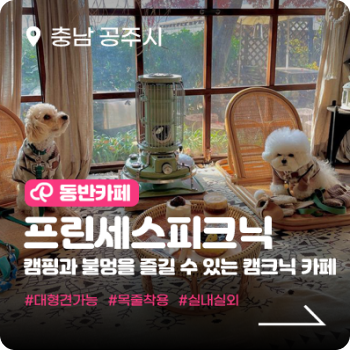 충남 공주시
동반카페
프린세스피크닉
캠핑과 불멍을 즐길 수 있는 캠크닉 카페
#대형견가능 #목줄착용 #실내실외